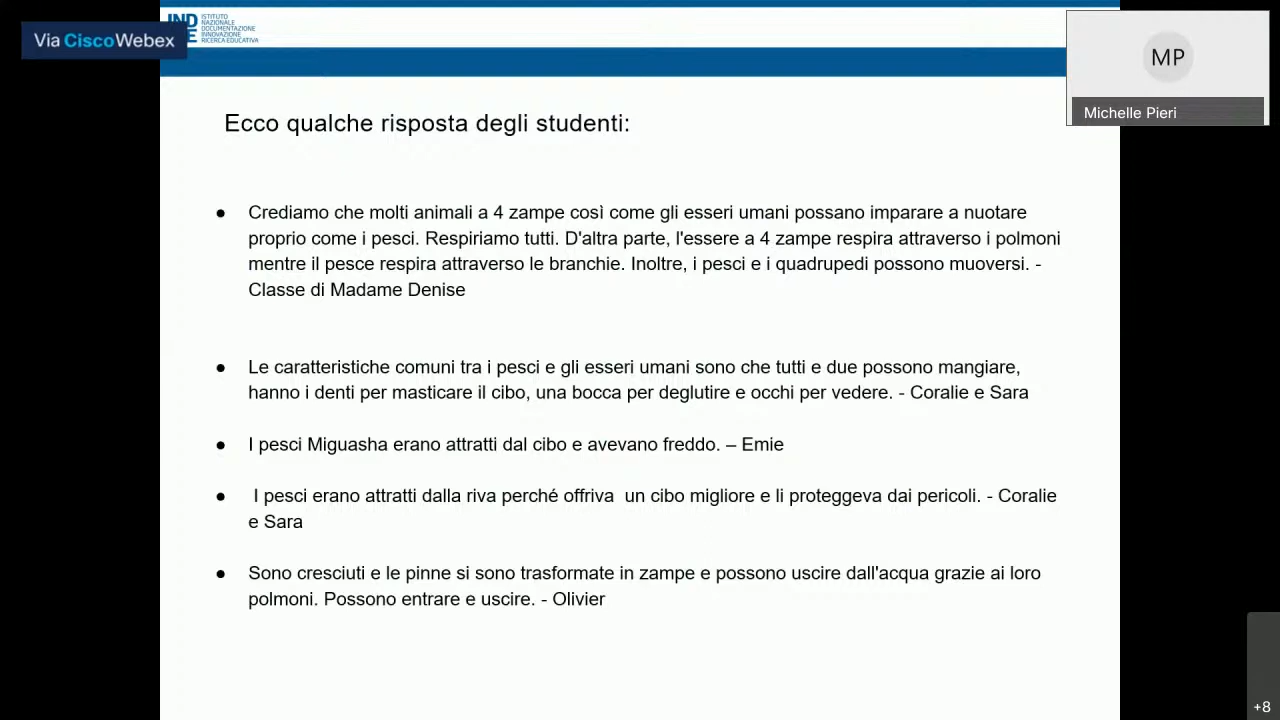 IND
E
ISTITUTO
NAZIONALE
DOCUMENTAZIONE
INNOVAZIONE
RICERCA EDUCATIVA
Via CiscoWebex
MP
Michelle Pieri
Ecco qualche risposta degli studenti:
● Crediamo che molti animali a 4 zampe così come gli esseri umani possano imparare a nuotare
proprio come i pesci. Respiriamo tutti. D'altra parte, l'essere a 4 zampe respira attraverso i polmoni
mentre il pesce respira attraverso le branchie. Inoltre, i pesci e i quadrupedi possono muoversi. -
Classe di Madame Denise
● Le caratteristiche comuni tra i pesci e gli esseri umani sono che tutti e due possono mangiare,
hanno i denti per masticare il cibo, una bocca per deglutire e occhi per vedere. - Coralie e Sara
● I pesci Miguasha erano attratti dal cibo e avevano freddo. – Emie
● I pesci erano attratti dalla riva perché offriva un cibo migliore e li proteggeva dai pericoli. - Coralie
e Sara
● Sono cresciuti e le pinne si sono trasformate in zampe e possono uscire dall'acqua grazie ai loro
polmoni. Possono entrare e uscire. - Olivier
+8